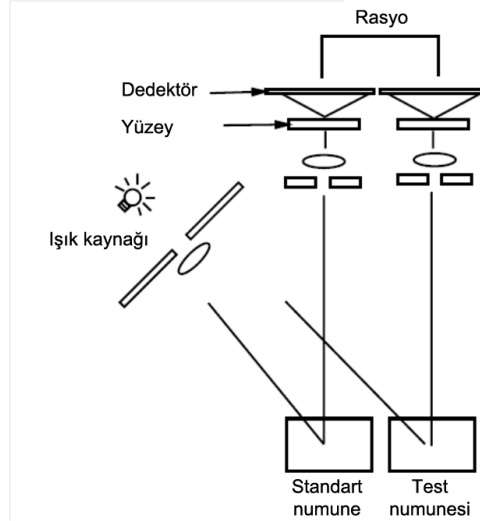 Rasyo
Dedektör
Yüzey
Işık kaynağı
Standart
numune
Test
numunesi